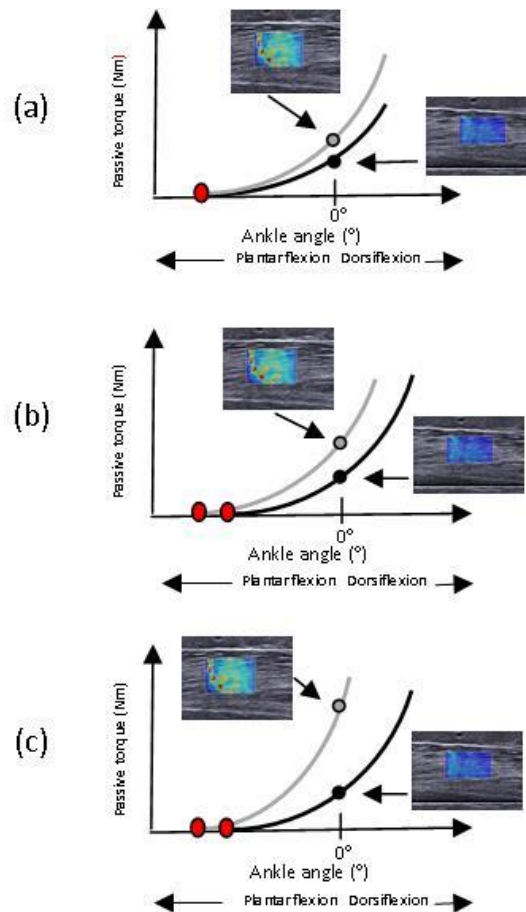 (a)
Passive torque (Nm)
0°
Ankle angle (°)
Plantarflexion Dorsiflexion
(b)
Passive torque (Nm)
0°
Ankle angle (°)
Plantarflexion Dorsiflexion
(c)
Passive torque (Nm)
0°
Ankle angle (°)
Plantarflexion Dorsiflexion